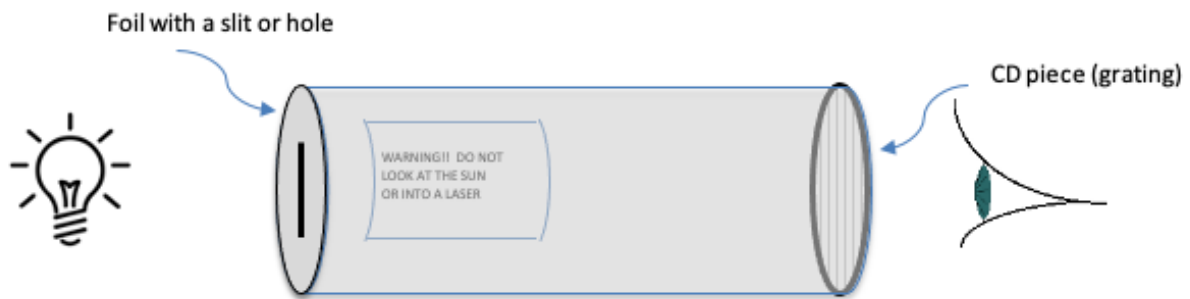 Foil with a slit or hole
CD piece (grating)
WARNING!! DO NOT
LOOK AT THE SUN
OR INTO A LASER